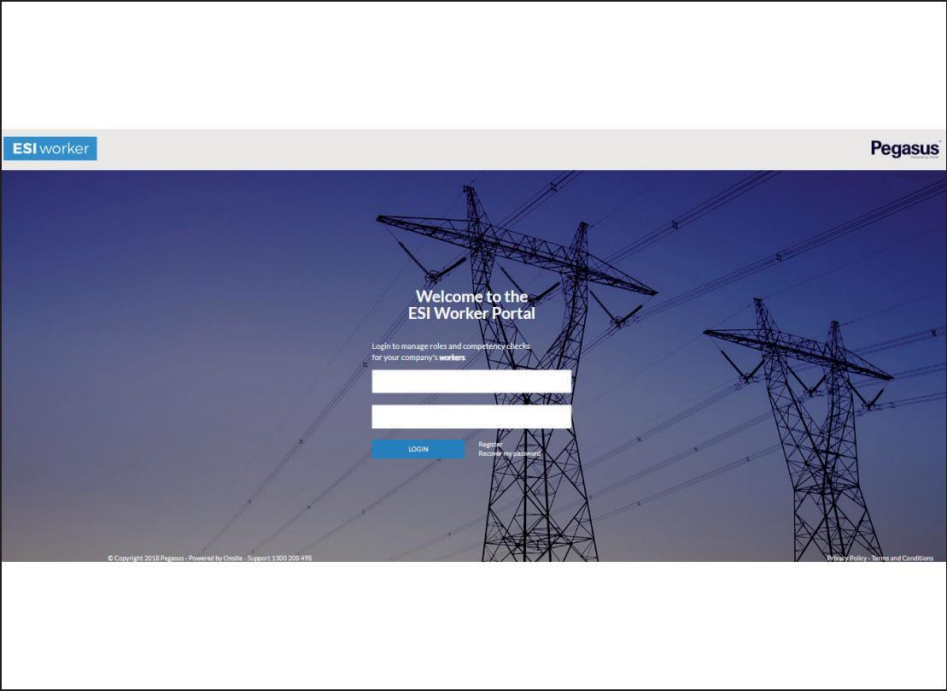 ESI worker
Pegasus
Welcome to the
ESI Worker Portal
Login to manage roles and competency checks
for your company's workers.
LOGIN
Register
Recover my password
© Copyright 2018 Pegasus - Powered by Onsite - Support 1300 208 498
Privacy Policy - Terms and Conditions